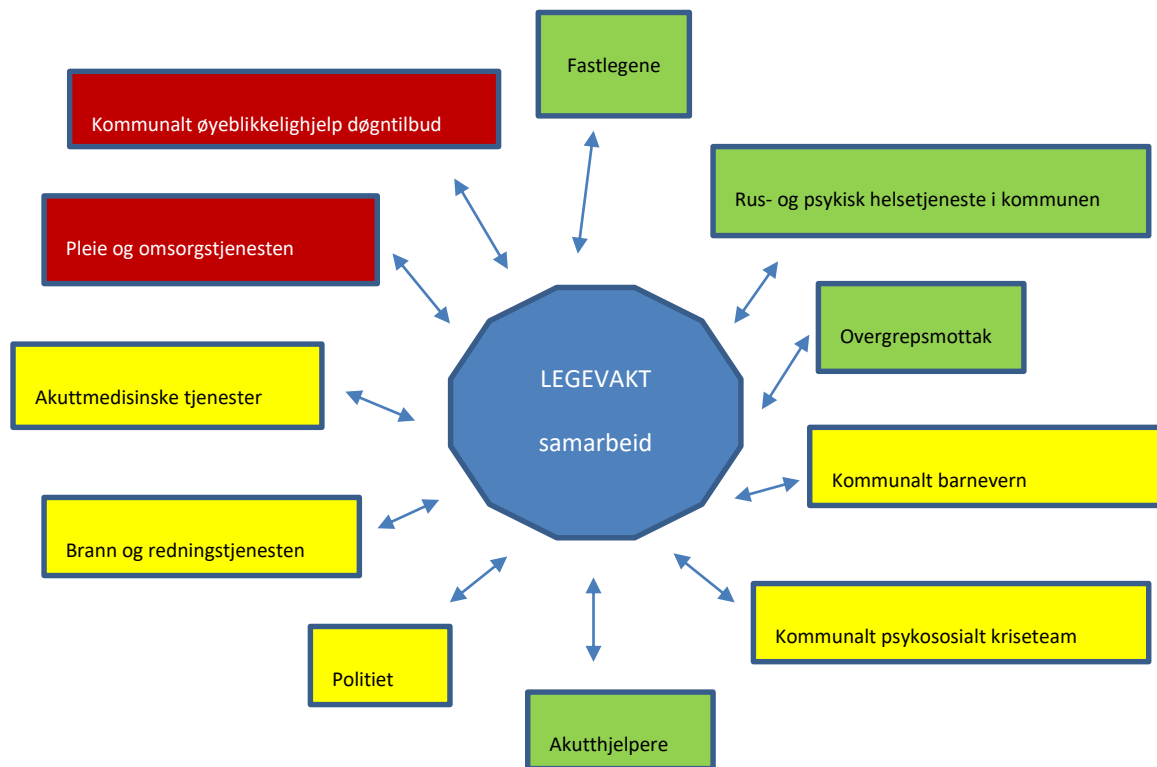 Fastlegene
Kommunalt øyeblikkelighjelp døgntilbud
Rus- og psykisk helsetjeneste i kommunen
Pleie og omsorgstjenesten
Overgrepsmottak
Akuttmedisinske tjenester
LEGEVAKT
samarbeid
Kommunalt barnevern
Brann og redningstjenesten
Kommunalt psykososialt kriseteam
Politiet
Akutthjelpere